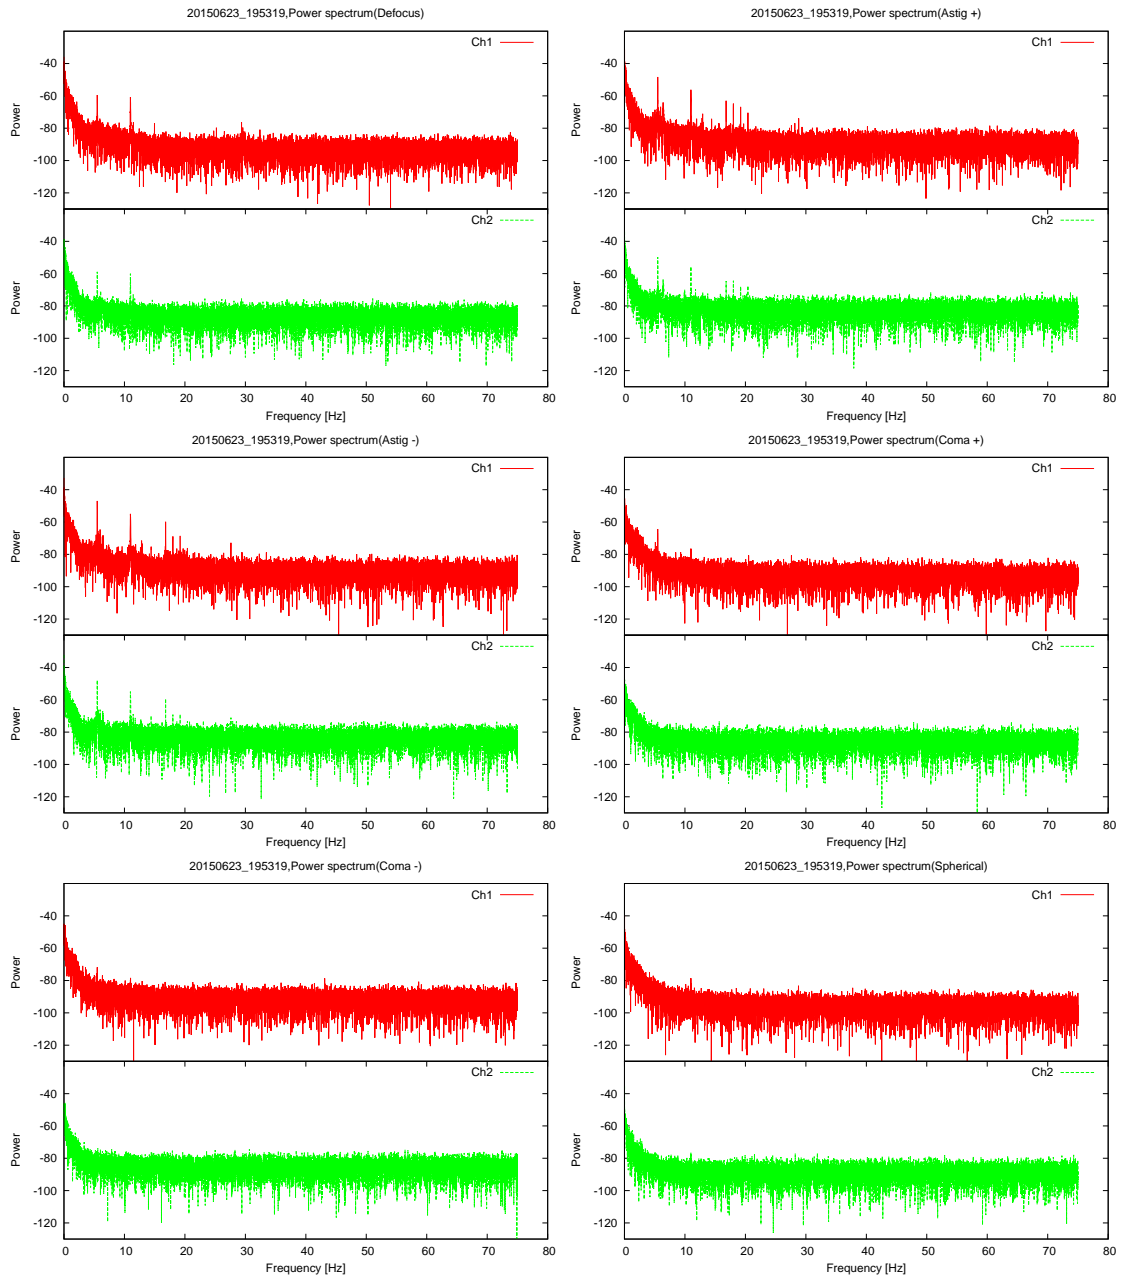 20150623_195319,Power spectrum(Defocus)
Ch1
-40
-60
-80
-100
-120
Power
Ch2
-40
-60
-80
-100
-120
Power
0 10 20 30 40 50 60 70 80
Frequency [Hz]
20150623_195319,Power spectrum(Astig +)
Ch1
-40
-60
-80
-100
-120
Power
Ch2
-40
-60
-80
-100
-120
Power
0 10 20 30 40 50 60 70 80
Frequency [Hz]
20150623_195319,Power spectrum(Astig -)
Ch1
-40
-60
-80
-100
-120
Power
Ch2
-40
-60
-80
-100
-120
Power
0 10 20 30 40 50 60 70 80
Frequency [Hz]
20150623_195319,Power spectrum(Coma +)
Ch1
-40
-60
-80
-100
-120
Power
Ch2
-40
-60
-80
-100
-120
Power
0 10 20 30 40 50 60 70 80
Frequency [Hz]
20150623_195319,Power spectrum(Coma -)
Ch1
-40
-60
-80
-100
-120
Power
Ch2
-40
-60
-80
-100
-120
Power
0 10 20 30 40 50 60 70 80
Frequency [Hz]
20150623_195319,Power spectrum(Spherical)
Ch1
-40
-60
-80
-100
-120
Power
Ch2
-40
-60
-80
-100
-120
Power
0 10 20 30 40 50 60 70 80
Frequency [Hz]